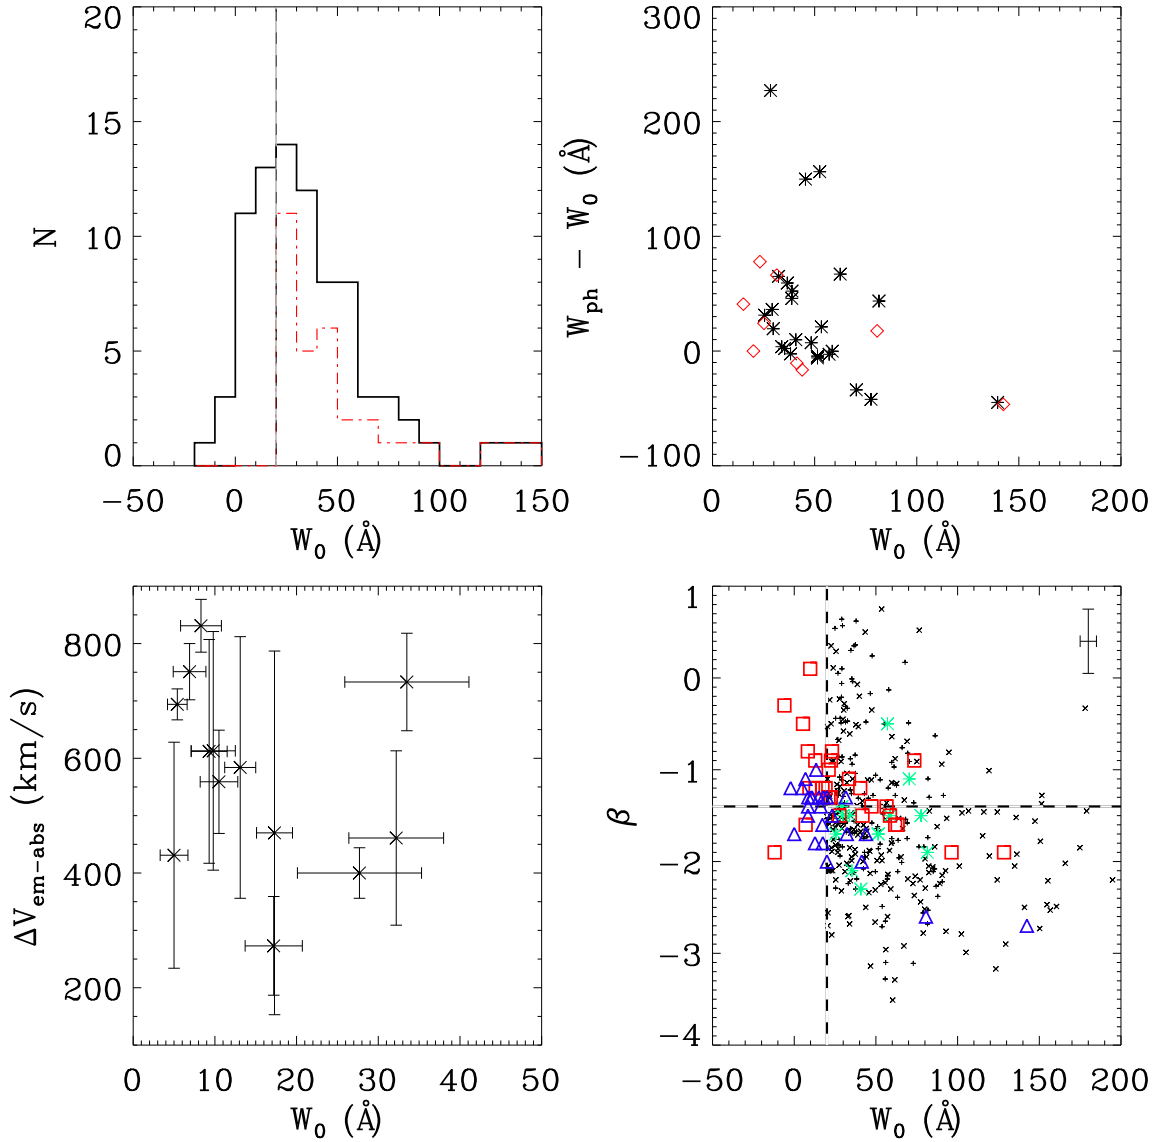 20
15
10
5
0
N
−50 0 50 100 150
W0 (Å)
300
200
100
0
−100
Wph − W0 (Å)
0 50 100 150 200
W0 (Å)
800
600
400
200
ΔVem−abs (km/s)
0 10 20 30 40 50
W0 (Å)
1
0
−1
−2
−3
−4
β
−50 0 50 100 150 200
W0 (Å)